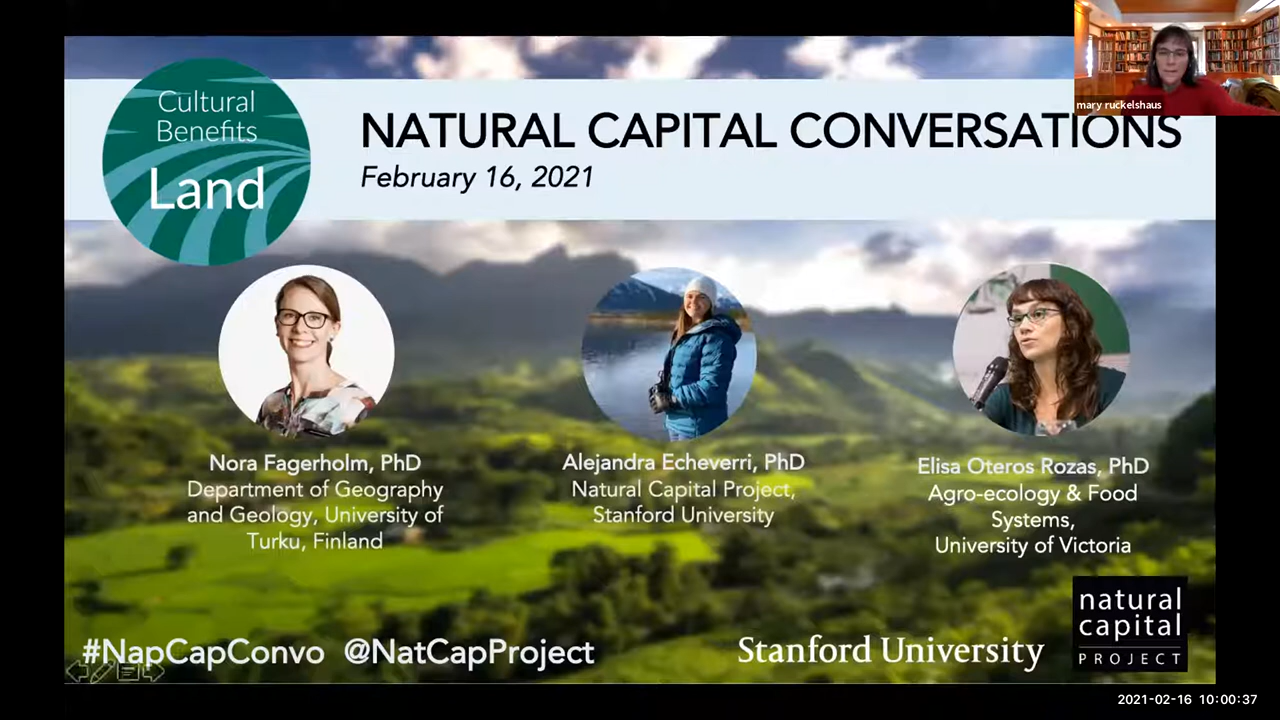 mary ruckelshaus
Cultural
Benefits
Land
NATURAL CAPITAL CONVERSATIONS
February 16, 2021
Nora Fagerholm, PhD
Department of Geography
and Geology, University of
Turku, Finland
Alejandra Echeverri, PhD
Natural Capital Project,
Stanford University
Elisa Oteros Rozas, PhD
Agro-ecology & Food
Systems,
University of Victoria
#NapCapConvo @NatCapProject
Stanford University
natural
capital
PROJECT
2021-02-16 10:00:37